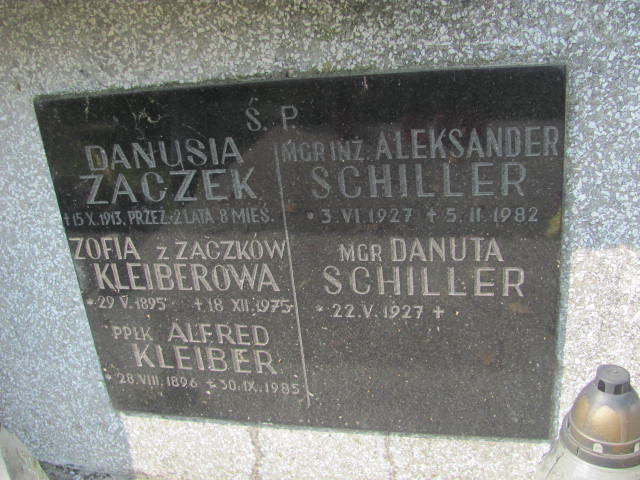 Ś. P.
DANUSIA
ZACZEK
+15 X. 1913, PRZEŻ. 2 LATA 8 MIEŚ.
ZOFIA Z ZACZKÓW
KLEIBEROWA
* 29 V. 1895 + 18 XII. 1975
PPŁK ALFRED
KLEIBER
* 28. VIII. 1896 + 30. IX. 1985
MGR INŻ. ALEKSANDER
SCHILLER
* 3. VI. 1927 + 5. II. 1982
MGR DANUTA
SCHILLER
* 22. V. 1927 +